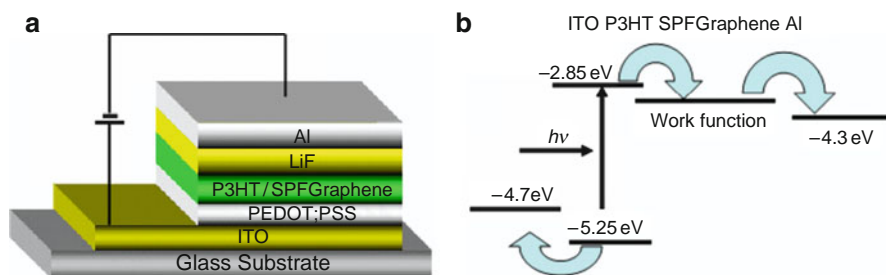 a
Al
LiF
P3HT/SPFGraphene
PEDOT;PSS
ITO
Glass Substrate
b
ITO P3HT SPFGraphene Al
−2.85 eV
Work function
−4.3 eV
hν
−4.7eV
−5.25 eV